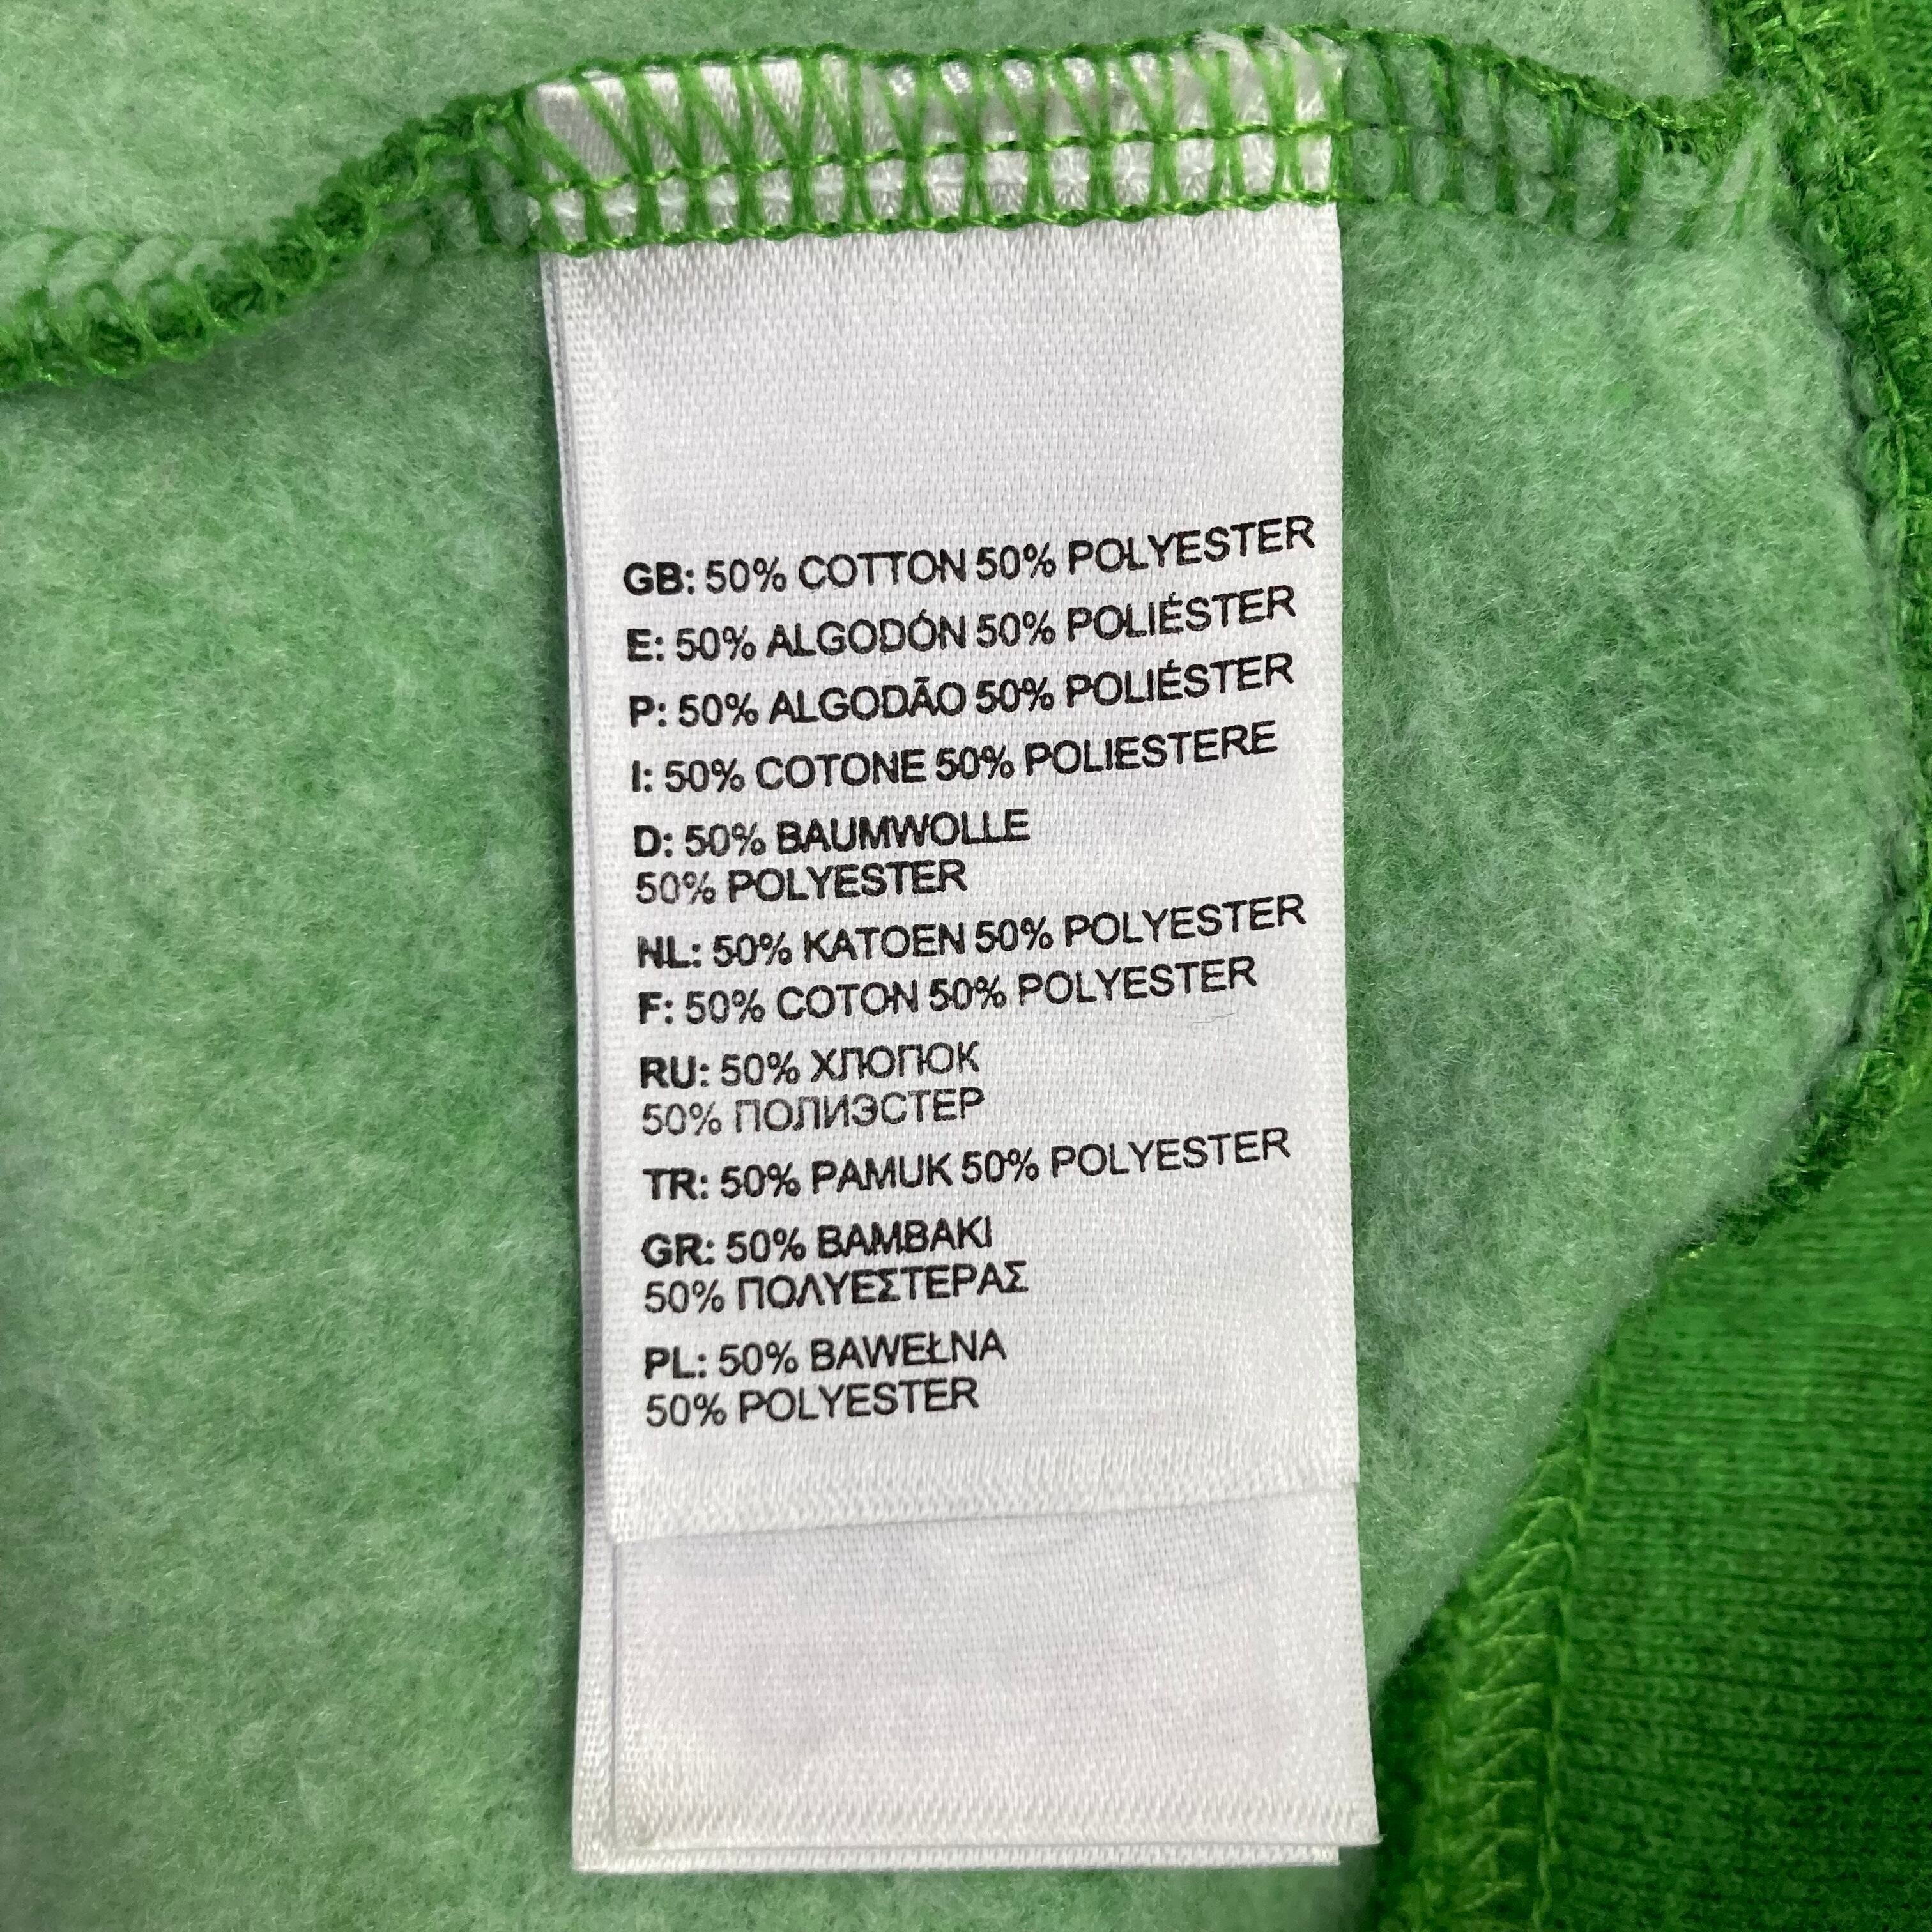 GB: 50% COTTON 50% POLYESTER
E: 50% ALGODÓN 50% POLIÉSTER
P: 50% ALGODÃO 50% POLIÉSTER
I: 50% COTONE 50% POLIESTERE
D: 50% BAUMWOLLE
50% POLYESTER
NL: 50% KATOEN 50% POLYESTER
F: 50% COTON 50% POLYESTER
RU: 50% ХЛОПОК
50% ПОЛИЭСТЕР
TR: 50% PAMUK 50% POLYESTER
GR: 50% ΒΑΜΒΑΚΙ
50% ΠΟΛΥΕΣΤΕΡΑΣ
PL: 50% BAWEŁNA
50% POLYESTER